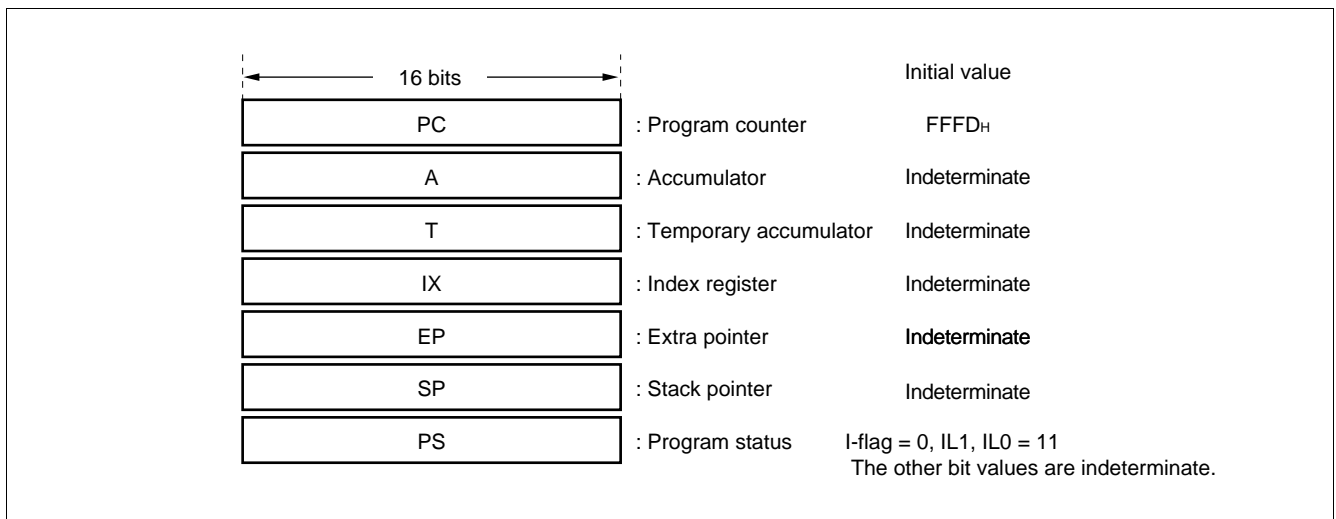 16 bits Initial value
PC : Program counter FFFDH
A : Accumulator Indeterminate
T : Temporary accumulator Indeterminate
IX : Index register Indeterminate
EP : Extra pointer Indeterminate
SP : Stack pointer Indeterminate
PS : Program status I-flag = 0, IL1, IL0 = 11
The other bit values are indeterminate.